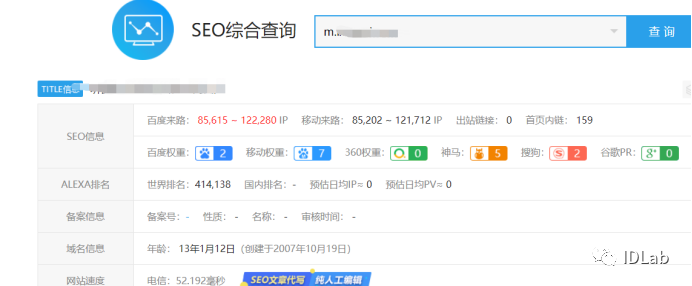 SEO综合查询
m.
查 询
TITLE信息
SEO信息
百度来路： 85,615 ~ 122,280 IP 移动来路： 85,202 ~ 121,712 IP 出站链接： 0 首页内链： 159
百度权重： 2 移动权重： 7 360权重： 0 神马： 5 搜狗： 2 谷歌PR： 0
ALEXA排名 世界排名： 414,138 国内排名： - 预估日均IP≈ 0 预估日均PV≈ 0
备案信息 备案号： - 性质： - 名称： - 审核时间： -
域名信息 年龄： 13年1月12日（创建于2007年10月19日）
网站速度 电信：52.192毫秒 SEO文章代写 纯人工编辑
IDLab